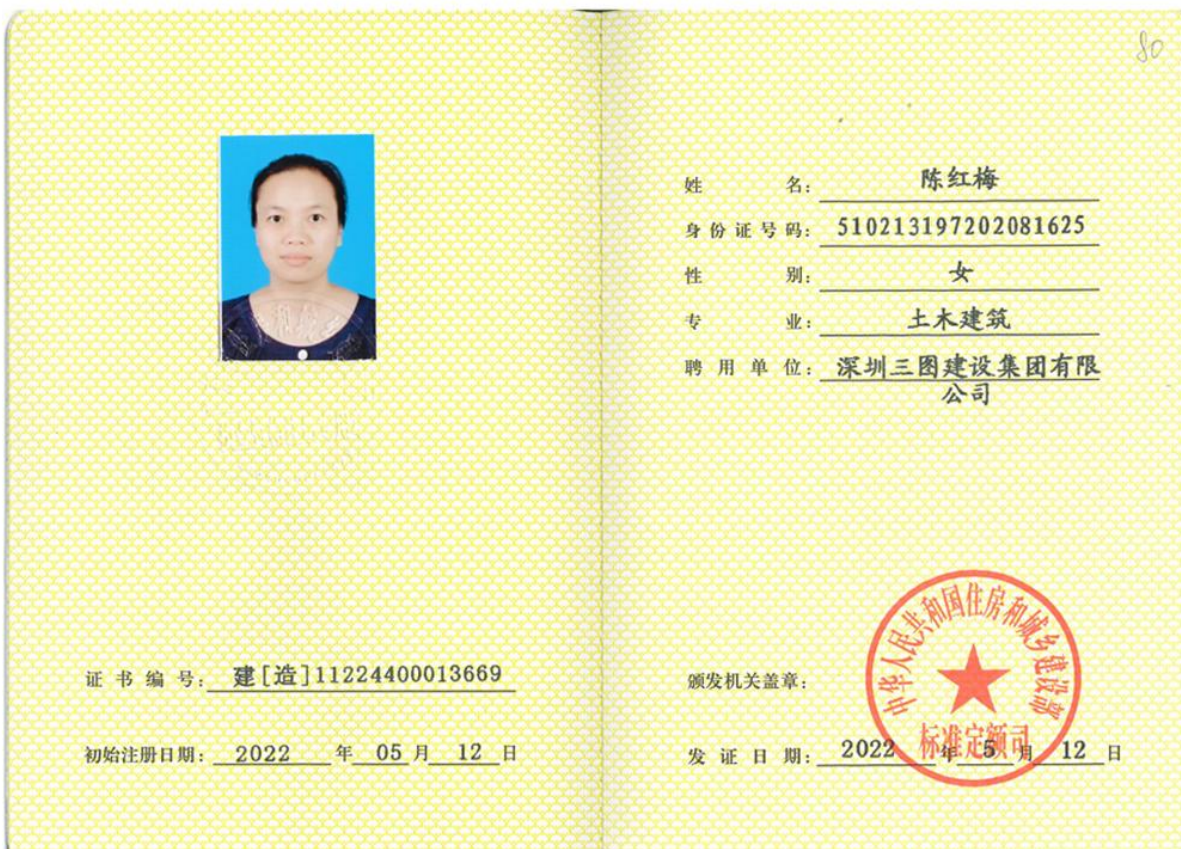 80
姓名: 陈红梅
身份证号码: 510213197202081625
性别: 女
专业: 土木建筑
聘用单位: 深圳三图建设集团有限
公司
证书编号: 建[造]11224400013669
初始注册日期: 2022 年 05 月 12 日
颁发机关盖章:
中华人民共和国住房和城乡建设部
标准定额司
发证日期: 2022 年 5 月 12 日